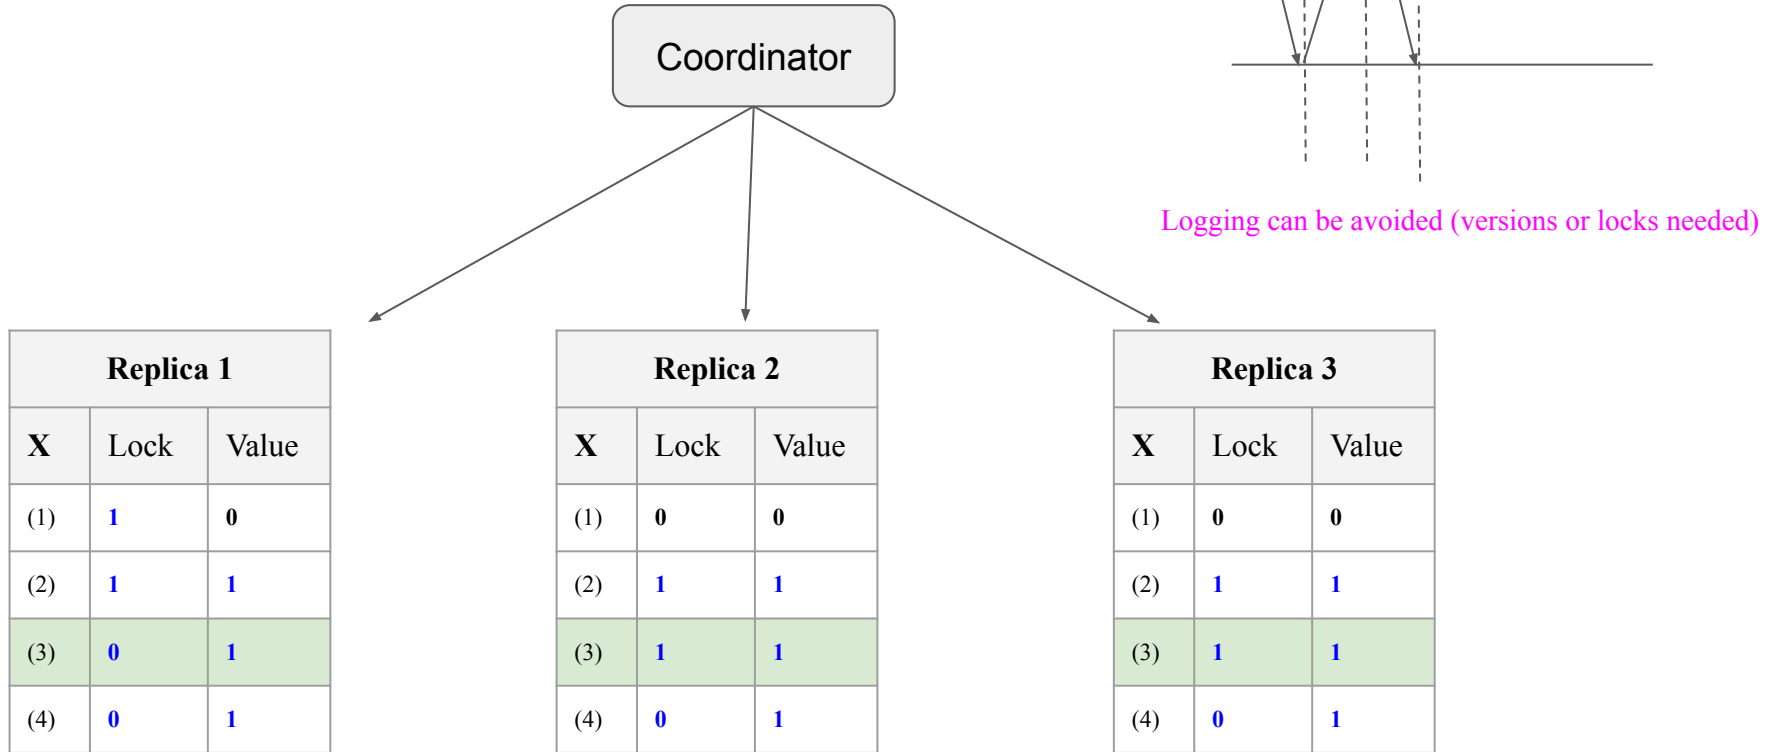 Coordinator
Logging can be avoided (versions or locks needed)
Replica 1
X Lock Value
(1) 1 0
(2) 1 1
(3) 0 1
(4) 0 1
Replica 2
X Lock Value
(1) 0 0
(2) 1 1
(3) 1 1
(4) 0 1
Replica 3
X Lock Value
(1) 0 0
(2) 1 1
(3) 1 1
(4) 0 1